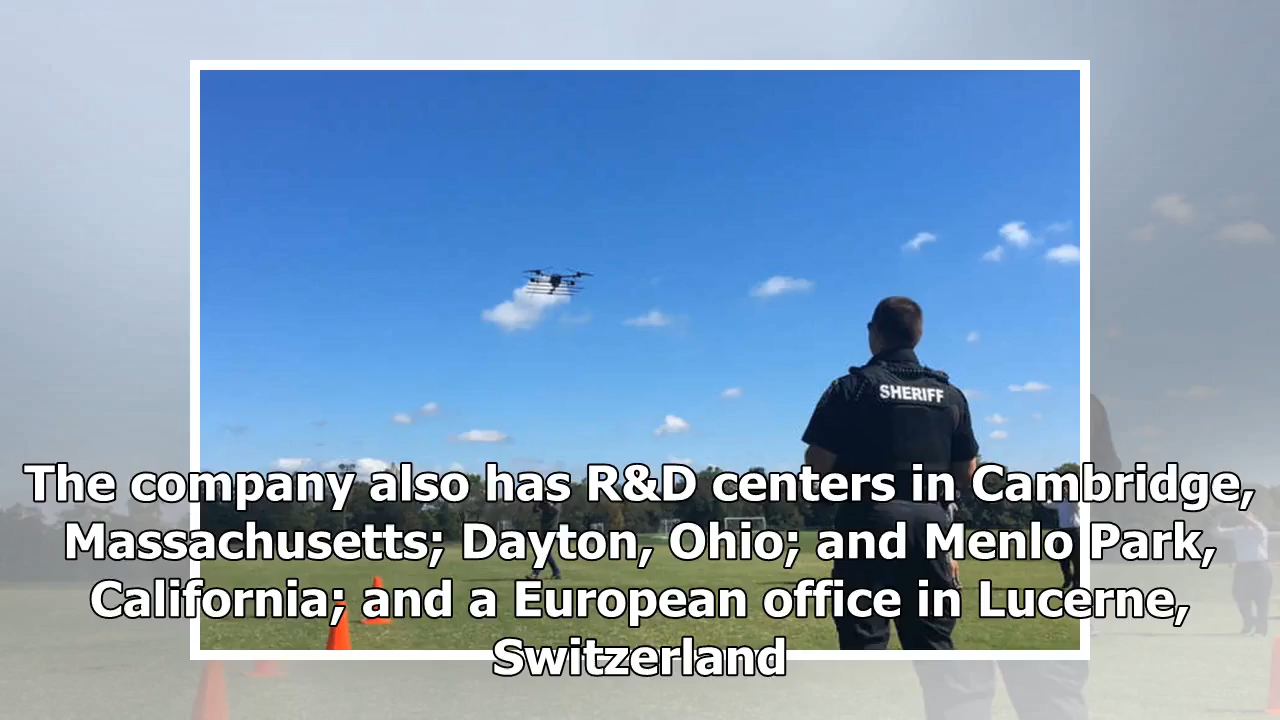 SHERIFF
The company also has R&D centers in Cambridge,
Massachusetts; Dayton, Ohio; and Menlo Park,
California; and a European office in Lucerne,
Switzerland